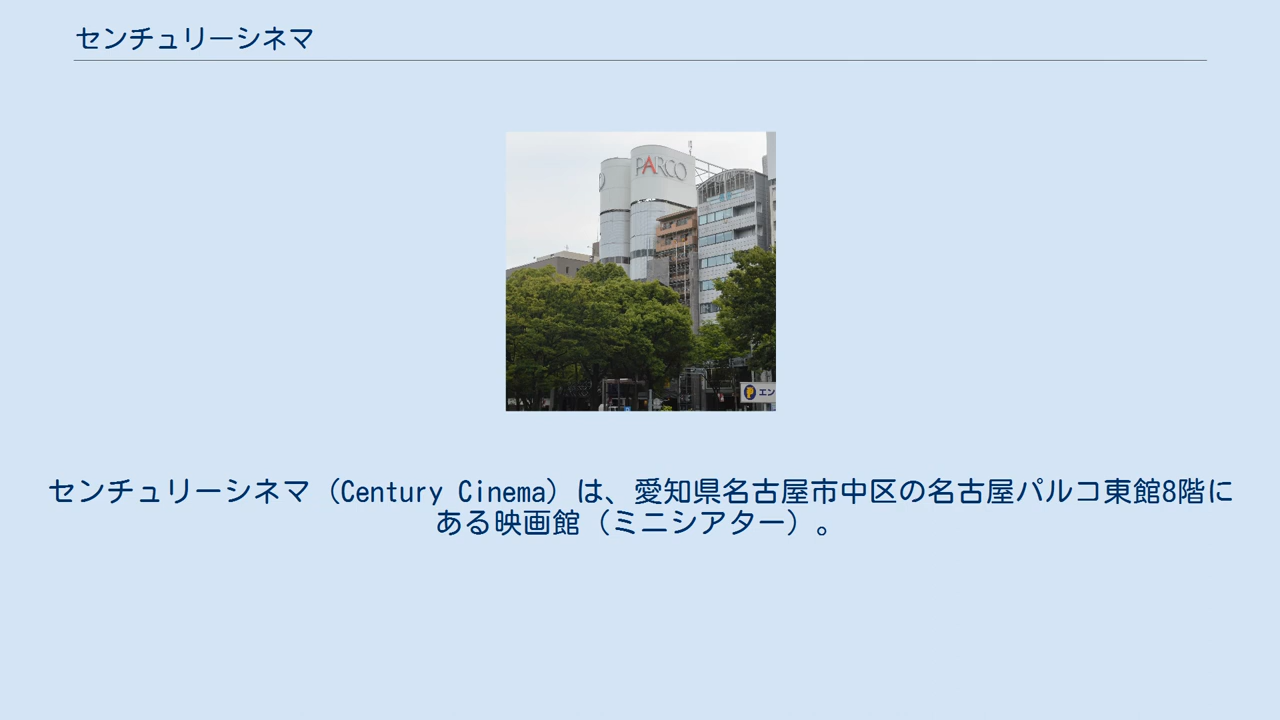 センチュリーシネマ
PARCO
エン
センチュリーシネマ（Century Cinema）は、愛知県名古屋市中区の名古屋パルコ東館8階に
ある映画館（ミニシアター）。